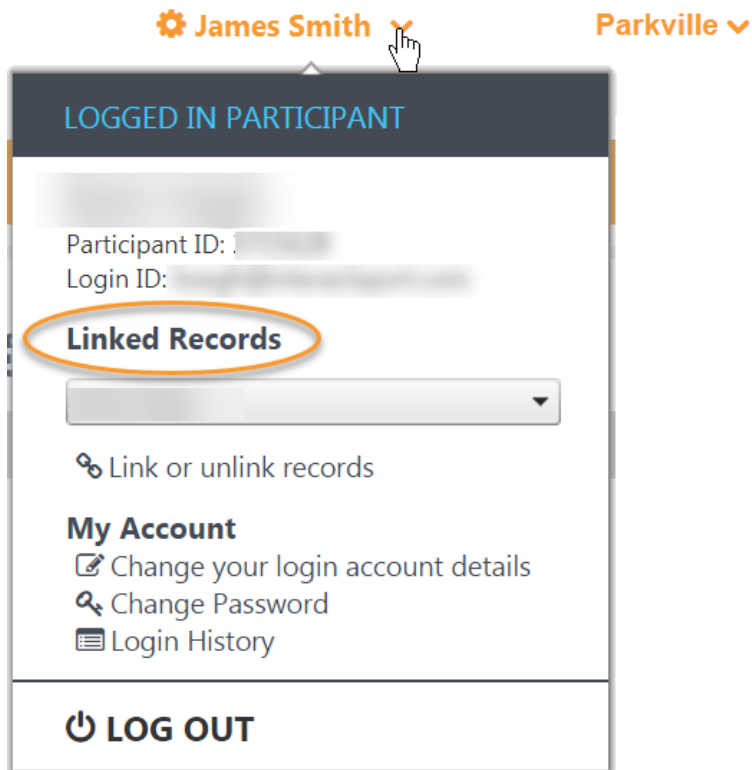 James Smith
Parkville
LOGGED IN PARTICIPANT
Participant ID:
Login ID:
Linked Records
Link or unlink records
My Account
Change your login account details
Change Password
Login History
LOG OUT